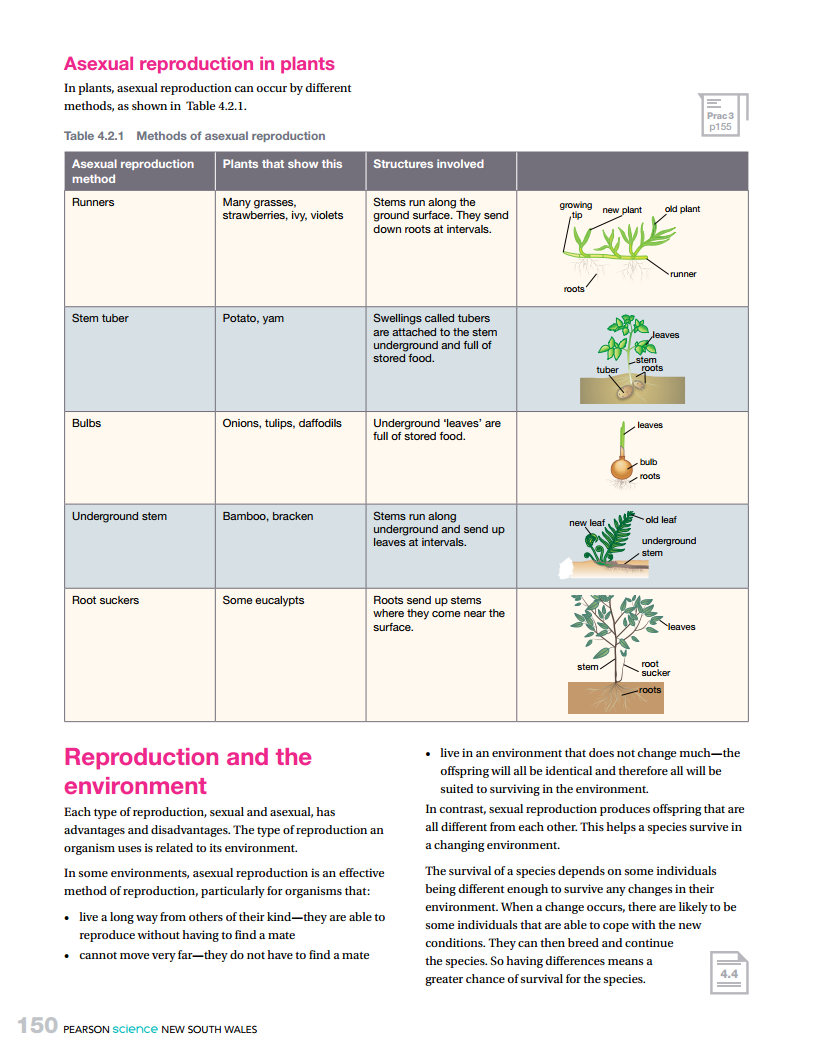 Asexual reproduction in plants
In plants, asexual reproduction can occur by different
methods, as shown in Table 4.2.1.
Prac 3
p155
Table 4.2.1 Methods of asexual reproduction
Asexual reproduction
method
Plants that show this
Structures involved
Runners
Many grasses,
strawberries, ivy, violets
Stems run along the
ground surface. They send
down roots at intervals.
growing
tip
new plant
old plant
runner
roots
Stem tuber
Potato, yam
Swellings called tubers
are attached to the stem
underground and full of
stored food.
leaves
stem
tuber
roots
Bulbs
Onions, tulips, daffodils
Underground ‘leaves’ are
full of stored food.
leaves
bulb
roots
Underground stem
Bamboo, bracken
Stems run along
underground and send up
leaves at intervals.
new leaf
old leaf
underground
stem
Root suckers
Some eucalypts
Roots send up stems
where they come near the
surface.
leaves
stem
root
sucker
roots
Reproduction and the
environment
Each type of reproduction, sexual and asexual, has
advantages and disadvantages. The type of reproduction an
organism uses is related to its environment.
In some environments, asexual reproduction is an effective
method of reproduction, particularly for organisms that:
• live a long way from others of their kind—they are able to
reproduce without having to find a mate
• cannot move very far—they do not have to find a mate
• live in an environment that does not change much—the
offspring will all be identical and therefore all will be
suited to surviving in the environment.
In contrast, sexual reproduction produces offspring that are
all different from each other. This helps a species survive in
a changing environment.
The survival of a species depends on some individuals
being different enough to survive any changes in their
environment. When a change occurs, there are likely to be
some individuals that are able to cope with the new
conditions. They can then breed and continue
the species. So having differences means a
greater chance of survival for the species.
4.4
150 PEARSON science NEW SOUTH WALES